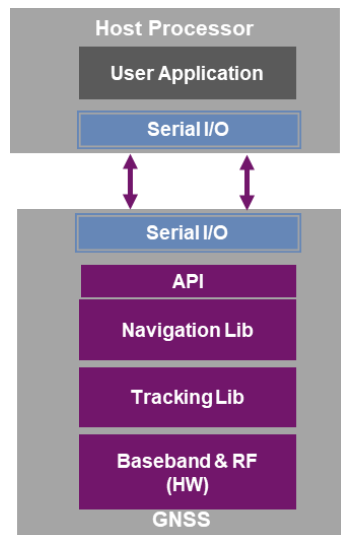 Host Processor
User Application
Serial I/O
Serial I/O
API
Navigation Lib
Tracking Lib
Baseband & RF
(HW)
GNSS